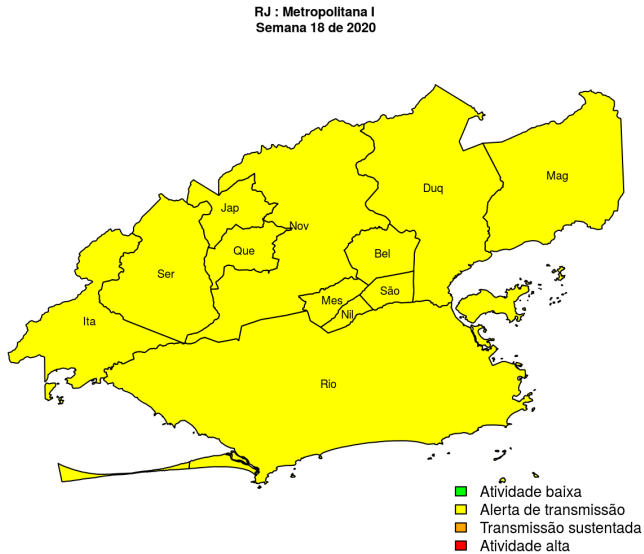 RJ : Metropolitana I
Semana 18 de 2020
Mag
Duq
Jap
Nov
Que
Bel
Ser
São
Mes
Nil
Ita
Rio
Atividade baixa
Alerta de transmissão
Transmissão sustentada
Atividade alta